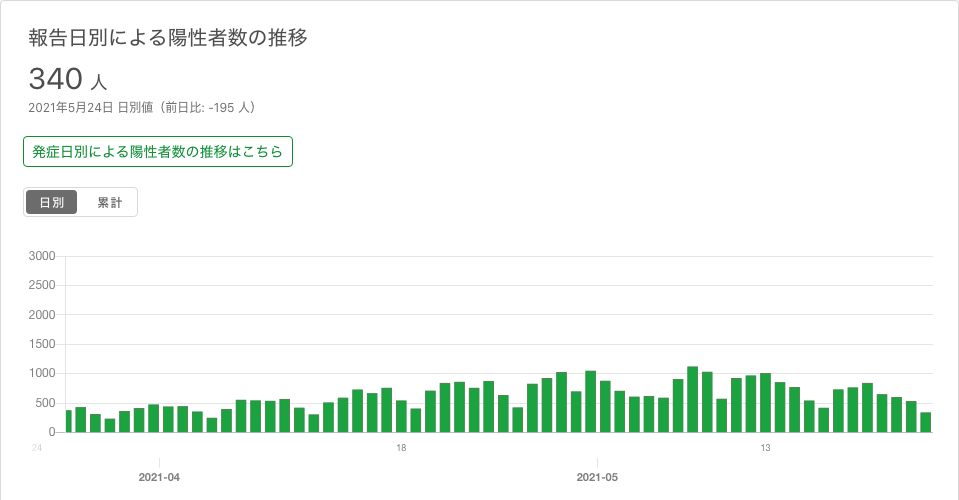 報告日別による陽性者数の推移
340 人
2021年5月24日 日別値（前日比: -195 人）
発症日別による陽性者数の推移はこちら
日別 累計
3000
2500
2000
1500
1000
500
0
24 18 13
2021-04 2021-05